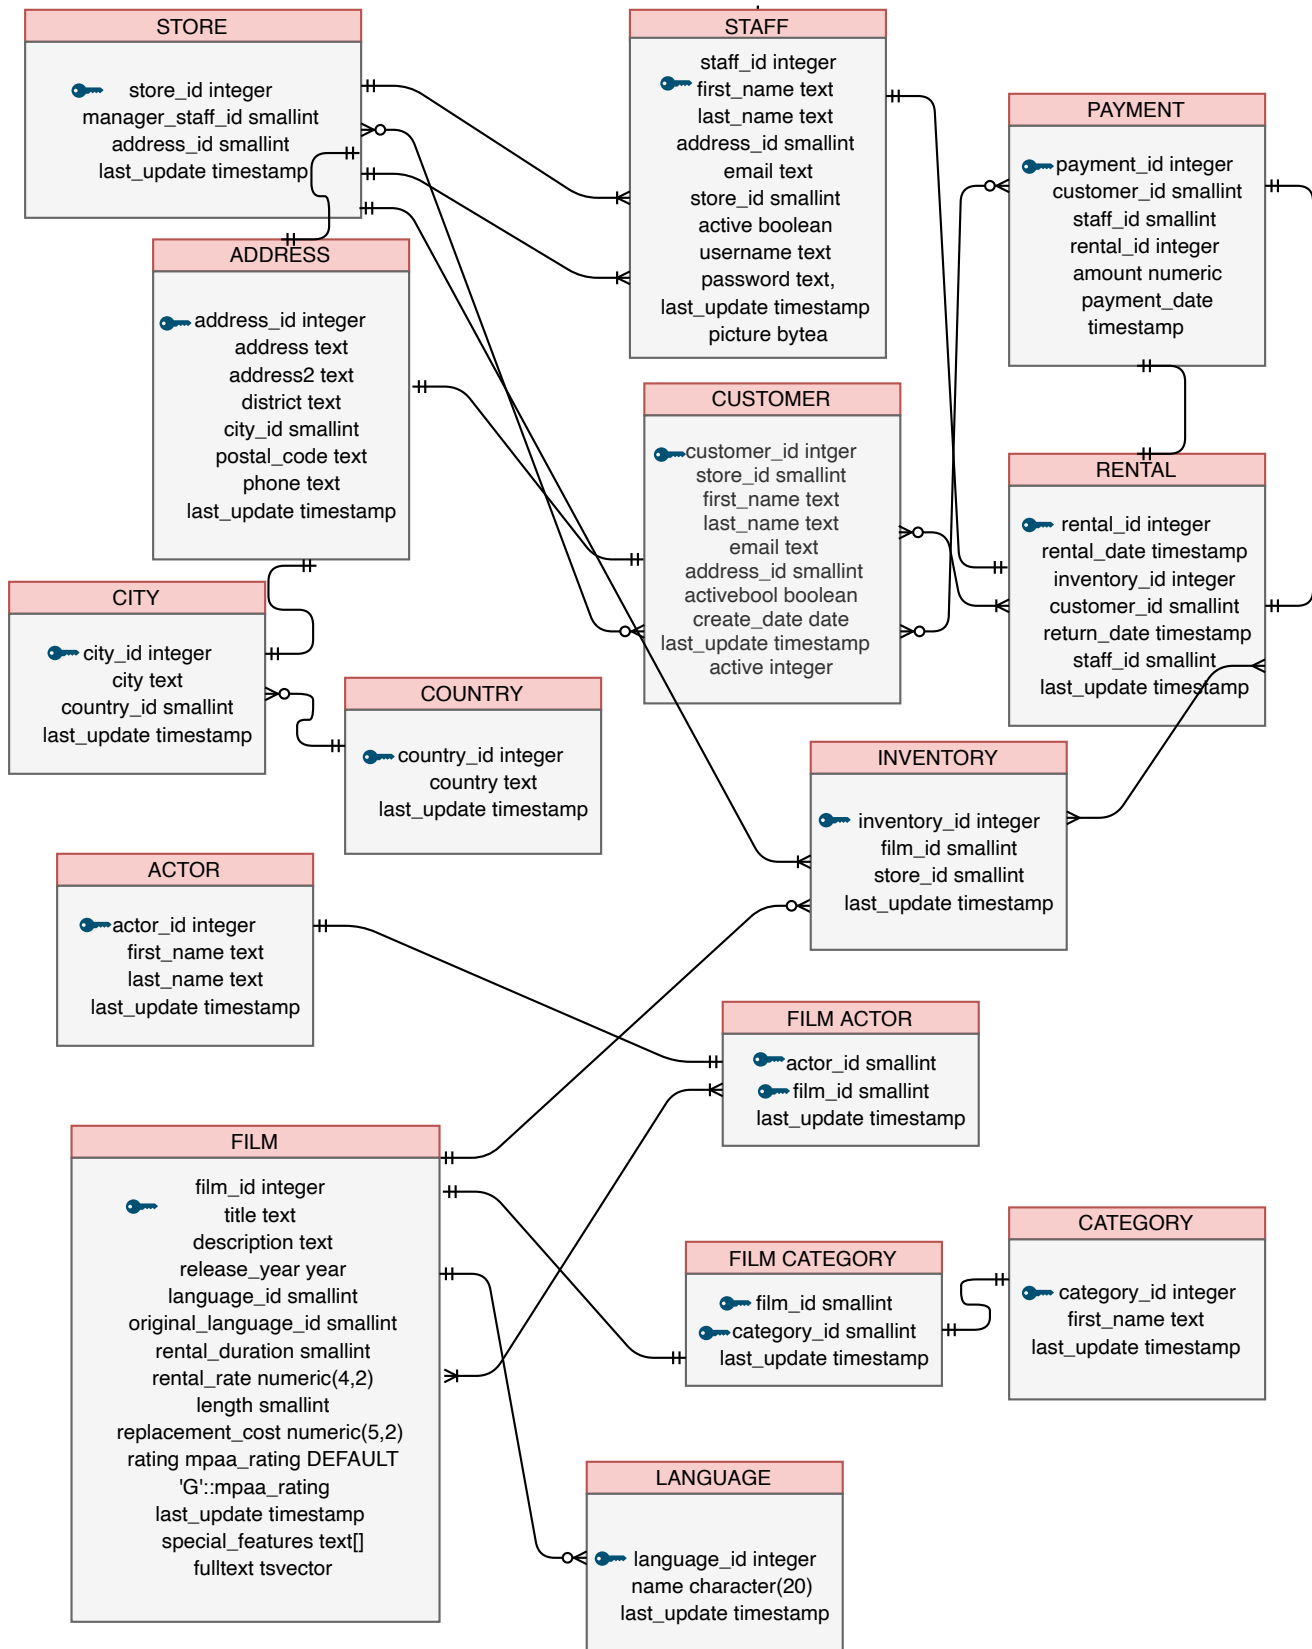 STORE
store_id integer
manager_staff_id smallint
address_id smallint
last_update timestamp
STAFF
staff_id integer
first_name text
last_name text
address_id smallint
email text
store_id smallint
active boolean
username text
password text,
last_update timestamp
picture bytea
PAYMENT
payment_id integer
customer_id smallint
staff_id smallint
rental_id integer
amount numeric
payment_date
timestamp
ADDRESS
address_id integer
address text
address2 text
district text
city_id smallint
postal_code text
phone text
last_update timestamp
CUSTOMER
customer_id intger
store_id smallint
first_name text
last_name text
email text
address_id smallint
activebool boolean
create_date date
last_update timestamp
active integer
RENTAL
rental_id integer
rental_date timestamp
inventory_id integer
customer_id smallint
return_date timestamp
staff_id smallint
last_update timestamp
CITY
city_id integer
city text
country_id smallint
last_update timestamp
COUNTRY
country_id integer
country text
last_update timestamp
INVENTORY
inventory_id integer
film_id smallint
store_id smallint
last_update timestamp
ACTOR
actor_id integer
first_name text
last_name text
last_update timestamp
FILM ACTOR
actor_id smallint
film_id smallint
last_update timestamp
FILM
film_id integer
title text
description text
release_year year
language_id smallint
original_language_id smallint
rental_duration smallint
rental_rate numeric(4,2)
length smallint
replacement_cost numeric(5,2)
rating mpaa_rating DEFAULT
'G'::mpaa_rating
last_update timestamp
special_features text[]
fulltext tsvector
FILM CATEGORY
film_id smallint
category_id smallint
last_update timestamp
CATEGORY
category_id integer
first_name text
last_update timestamp
LANGUAGE
language_id integer
name character(20)
last_update timestamp